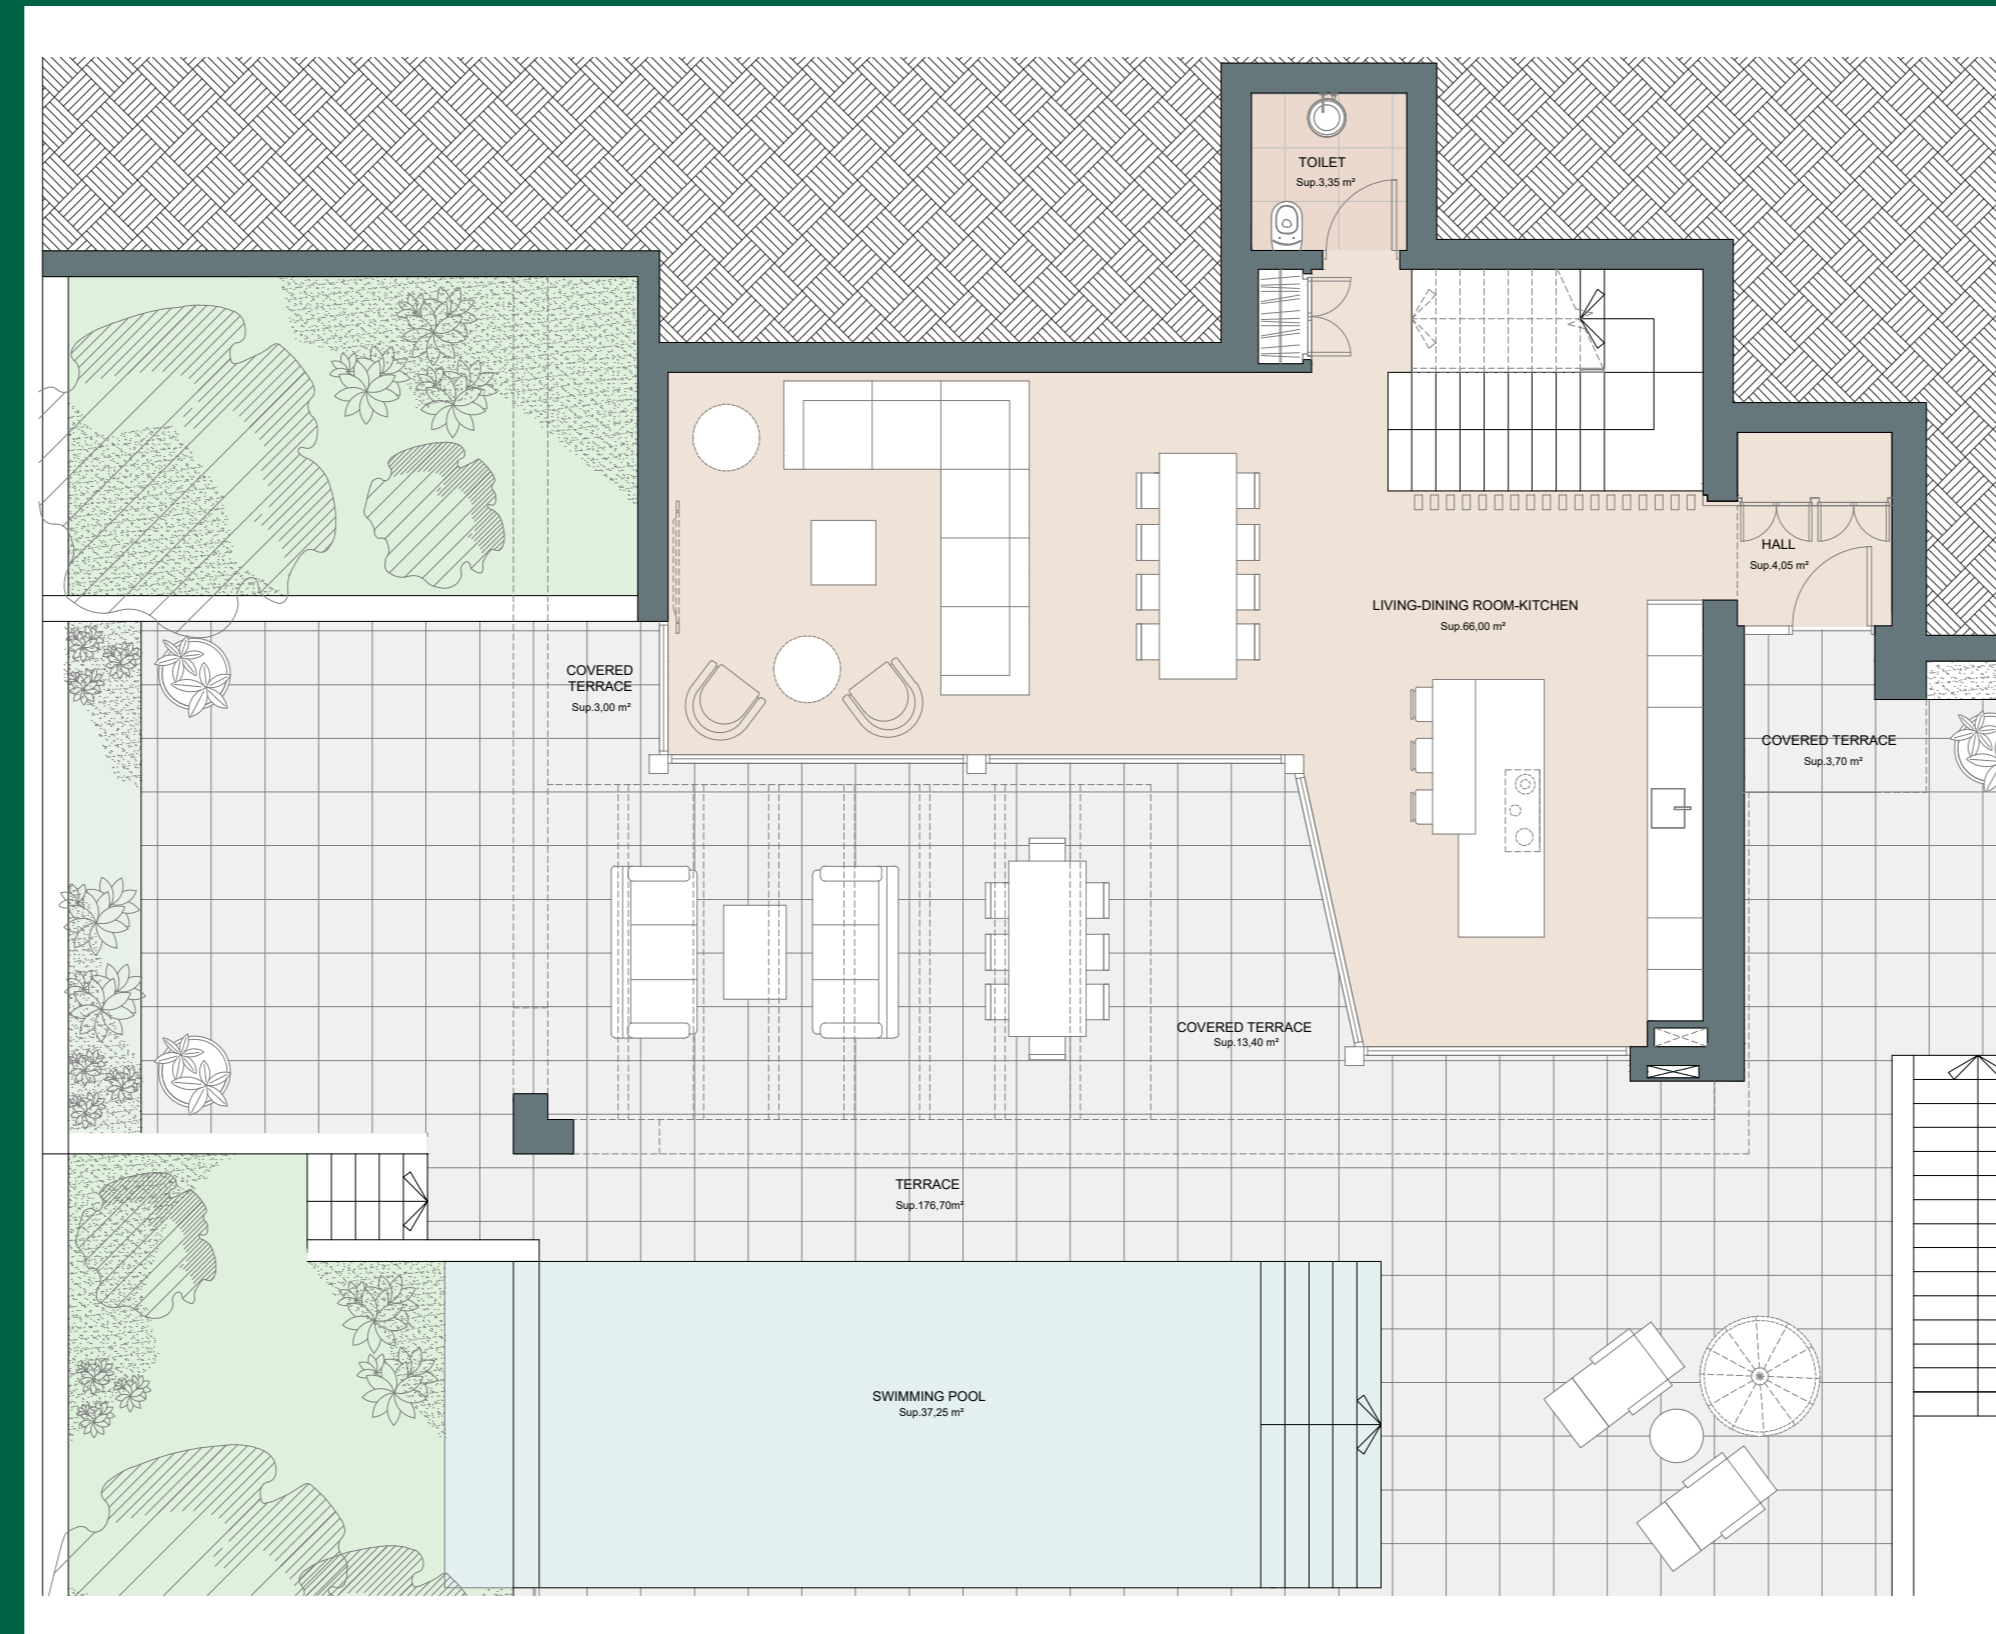 TOILET
Sup.3,35 m²
HALL
Sup.4,05 m²
LIVING-DINING ROOM-KITCHEN
Sup.66,00 m²
COVERED
TERRACE
Sup.3,00 m²
COVERED TERRACE
Sup.3,70 m²
COVERED TERRACE
Sup.13,40 m²
TERRACE
Sup.176,70m²
SWIMMING POOL
Sup.37,25 m²